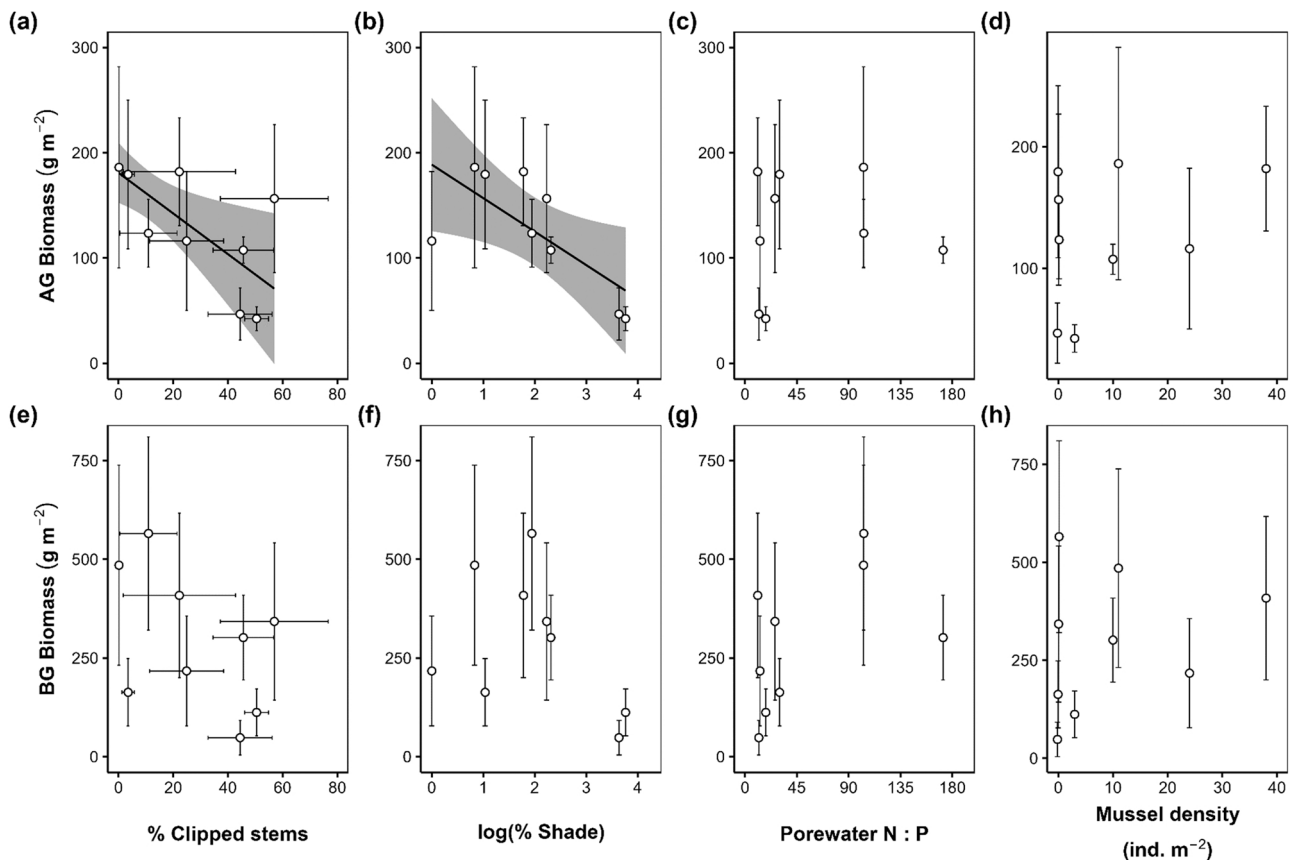 (a) (b) (c) (d)
AG Biomass (g m⁻²)
300
200
100
0
0 20 40 60 80
300
200
100
0
0 1 2 3 4
300
200
100
0
0 45 90 135 180
200
100
0 10 20 30 40
(e) (f) (g) (h)
BG Biomass (g m⁻²)
750
500
250
0
0 20 40 60 80
% Clipped stems
750
500
250
0
0 1 2 3 4
log(% Shade)
750
500
250
0
0 45 90 135 180
Porewater N : P
750
500
250
0
0 10 20 30 40
Mussel density
(ind. m⁻²)